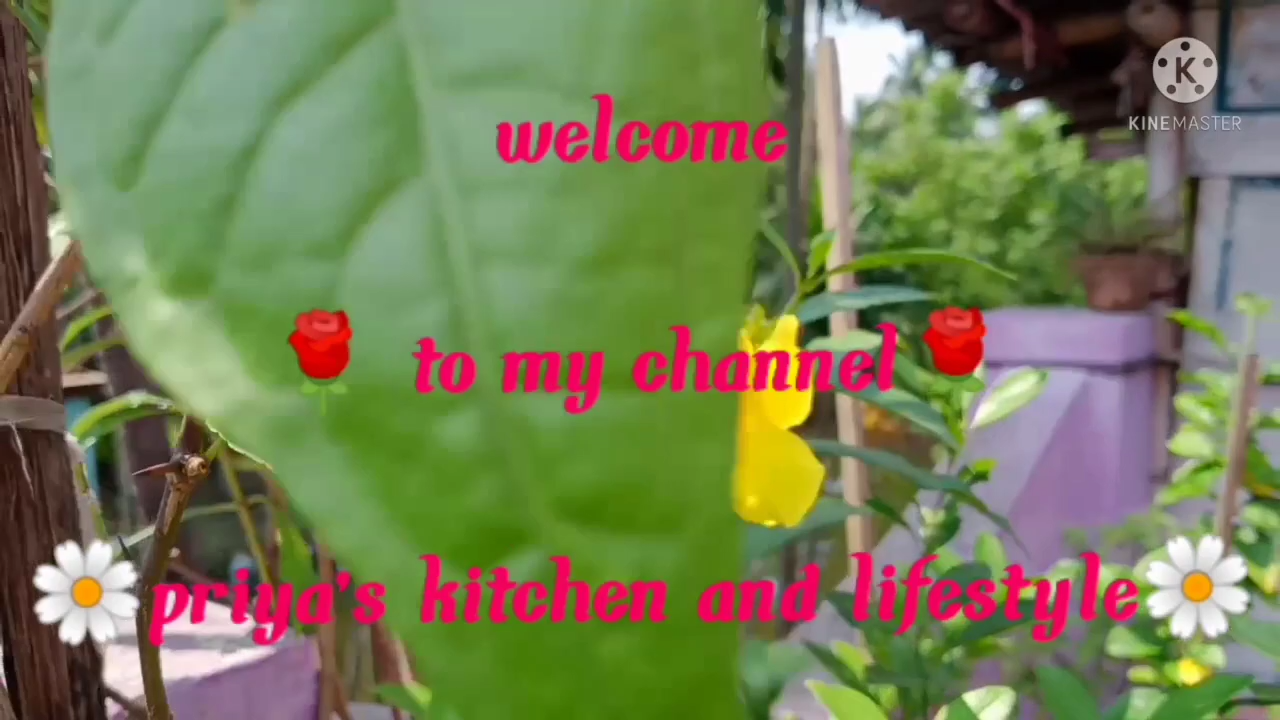 KINEMASTER
welcome
🌹 to my channel 🌹
🌼 priya's kitchen and lifestyle 🌼